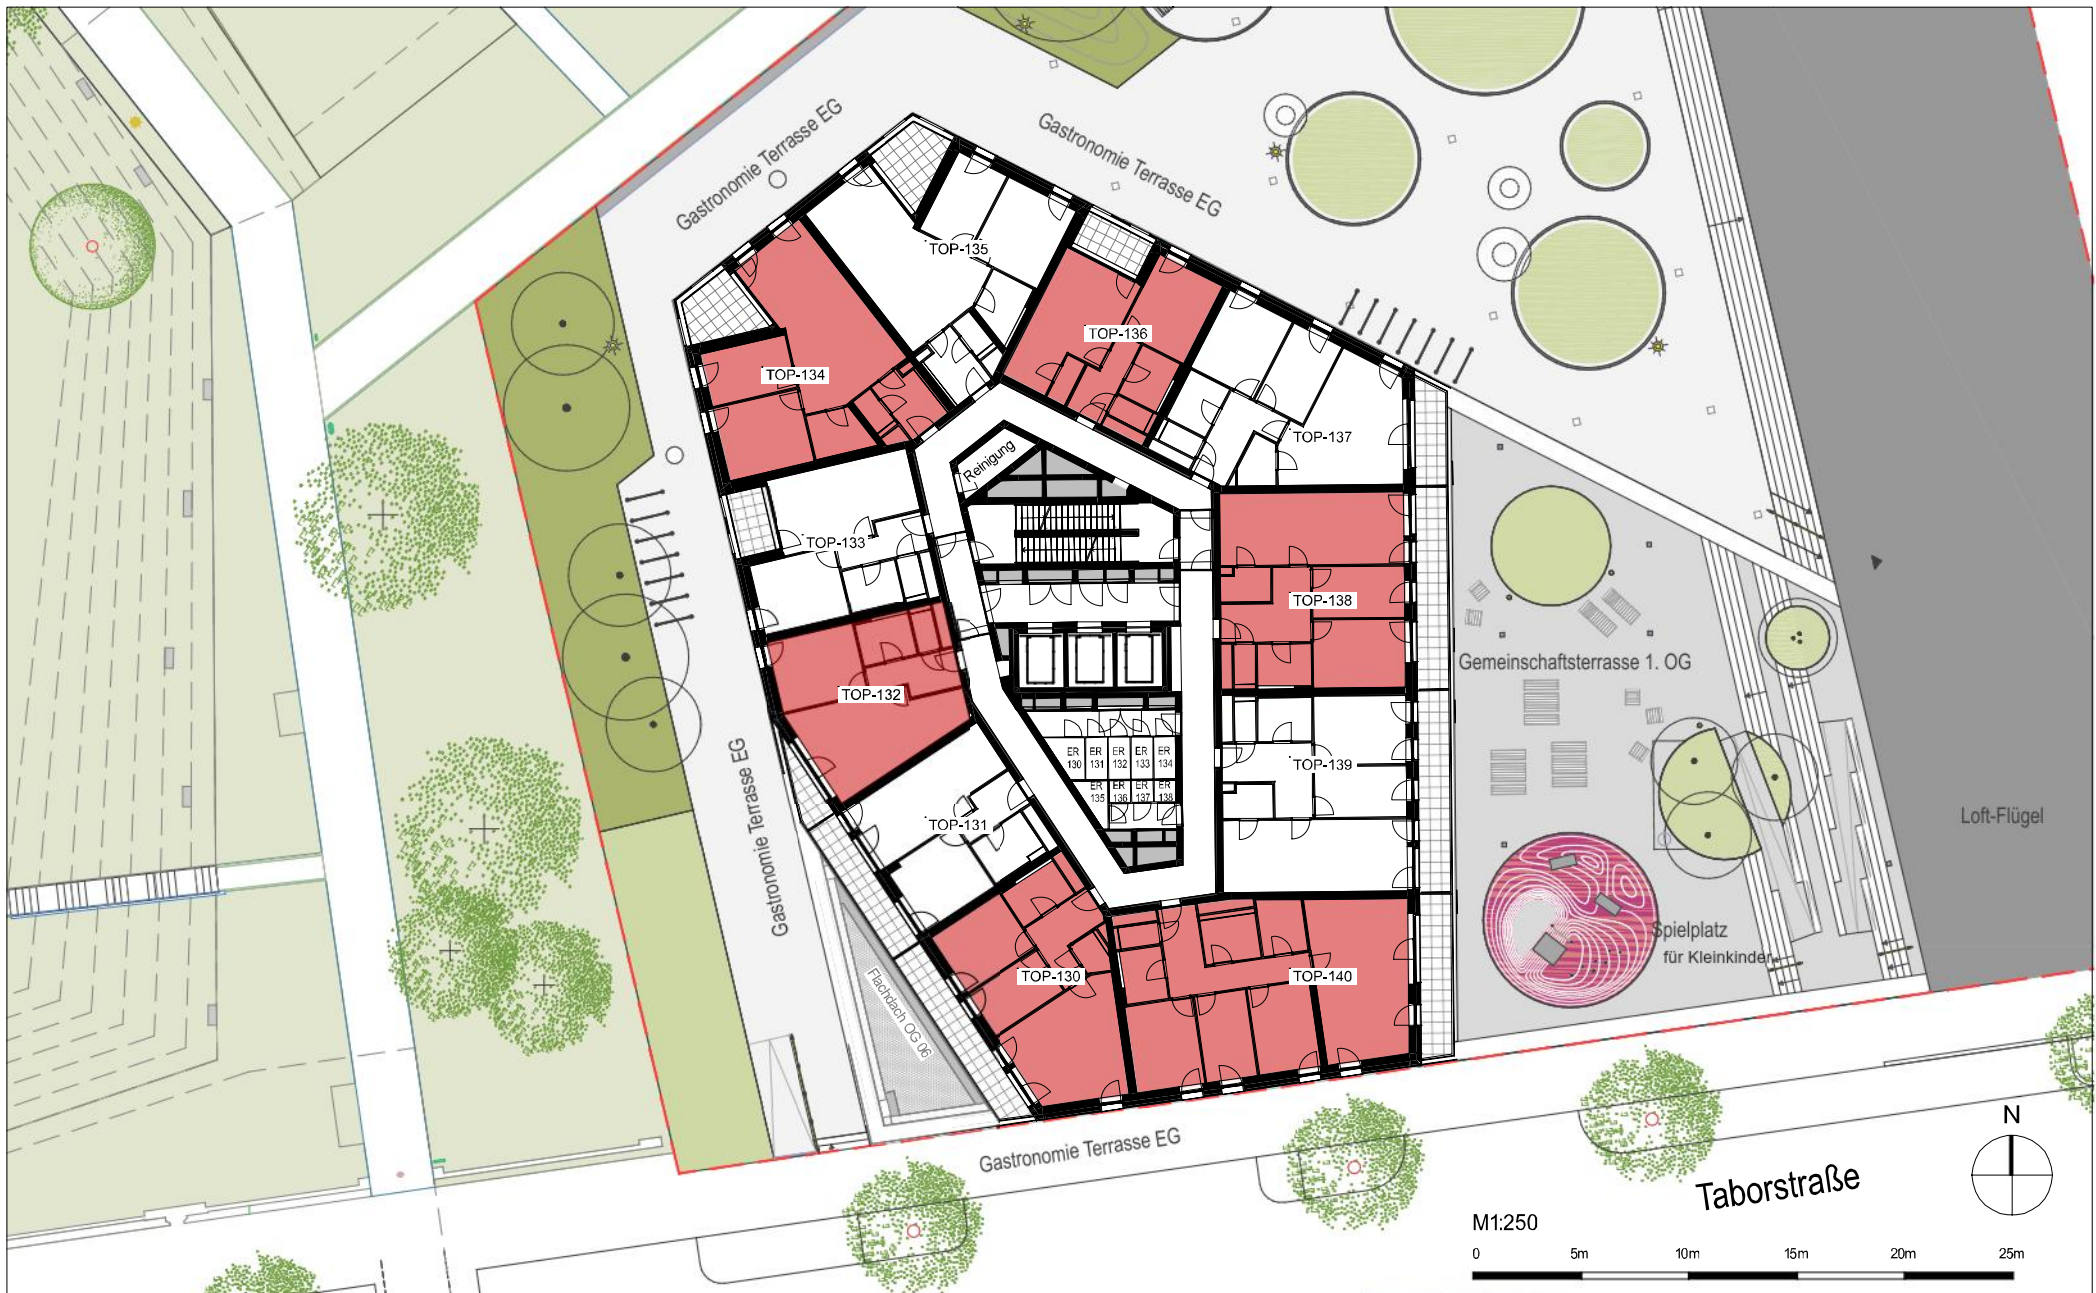 Gastronomie Terrasse EG
Gastronomie Terrasse EG
TOP-135
TOP-136
TOP-134
TOP-137
Reinigung
TOP-133
TOP-138
TOP-132
Gemeinschaftsterrasse 1. OG
Gastronomie Terrasse EG
ER 130
ER 131
ER 132
ER 133
ER 134
ER 135
ER 136
ER 137
ER 138
TOP-139
TOP-131
Loft-Flügel
Spielplatz
für Kleinkinder
TOP-130
TOP-140
Flachdach OG 06
Gastronomie Terrasse EG
Taborstraße
N
M1:250
0 5m 10m 15m 20m 25m